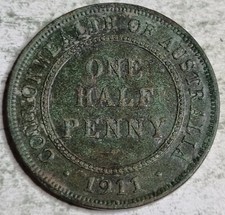 COMMONWEALTH OF AUSTRALIA
ONE
HALF
PENNY
· 1911 ·